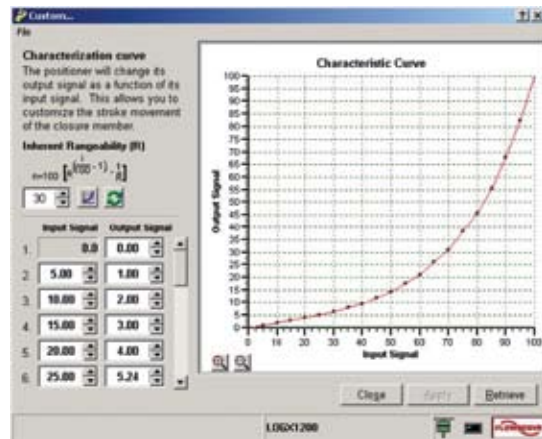 Custom...
File
Characterization curve
The positioner will change its
output signal as a function of its
input signal. This allows you to
customize the stroke movement
of the closure member.
Inherent Rangeability (R)
n=100
30
Input Signal Output Signal
1. 0.0 0.00
2. 5.00 1.00
3. 10.00 2.00
4. 15.00 3.00
5. 20.00 4.00
6. 25.00 5.24
Characteristic Curve
Output Signal
100
95
90
85
80
75
70
65
60
55
50
45
40
35
30
25
20
15
10
5
0
0 10 20 30 40 50 60 70 80 90 100
Input Signal
Close Apply Retrieve
LOGIX1200
FLOWSERVE